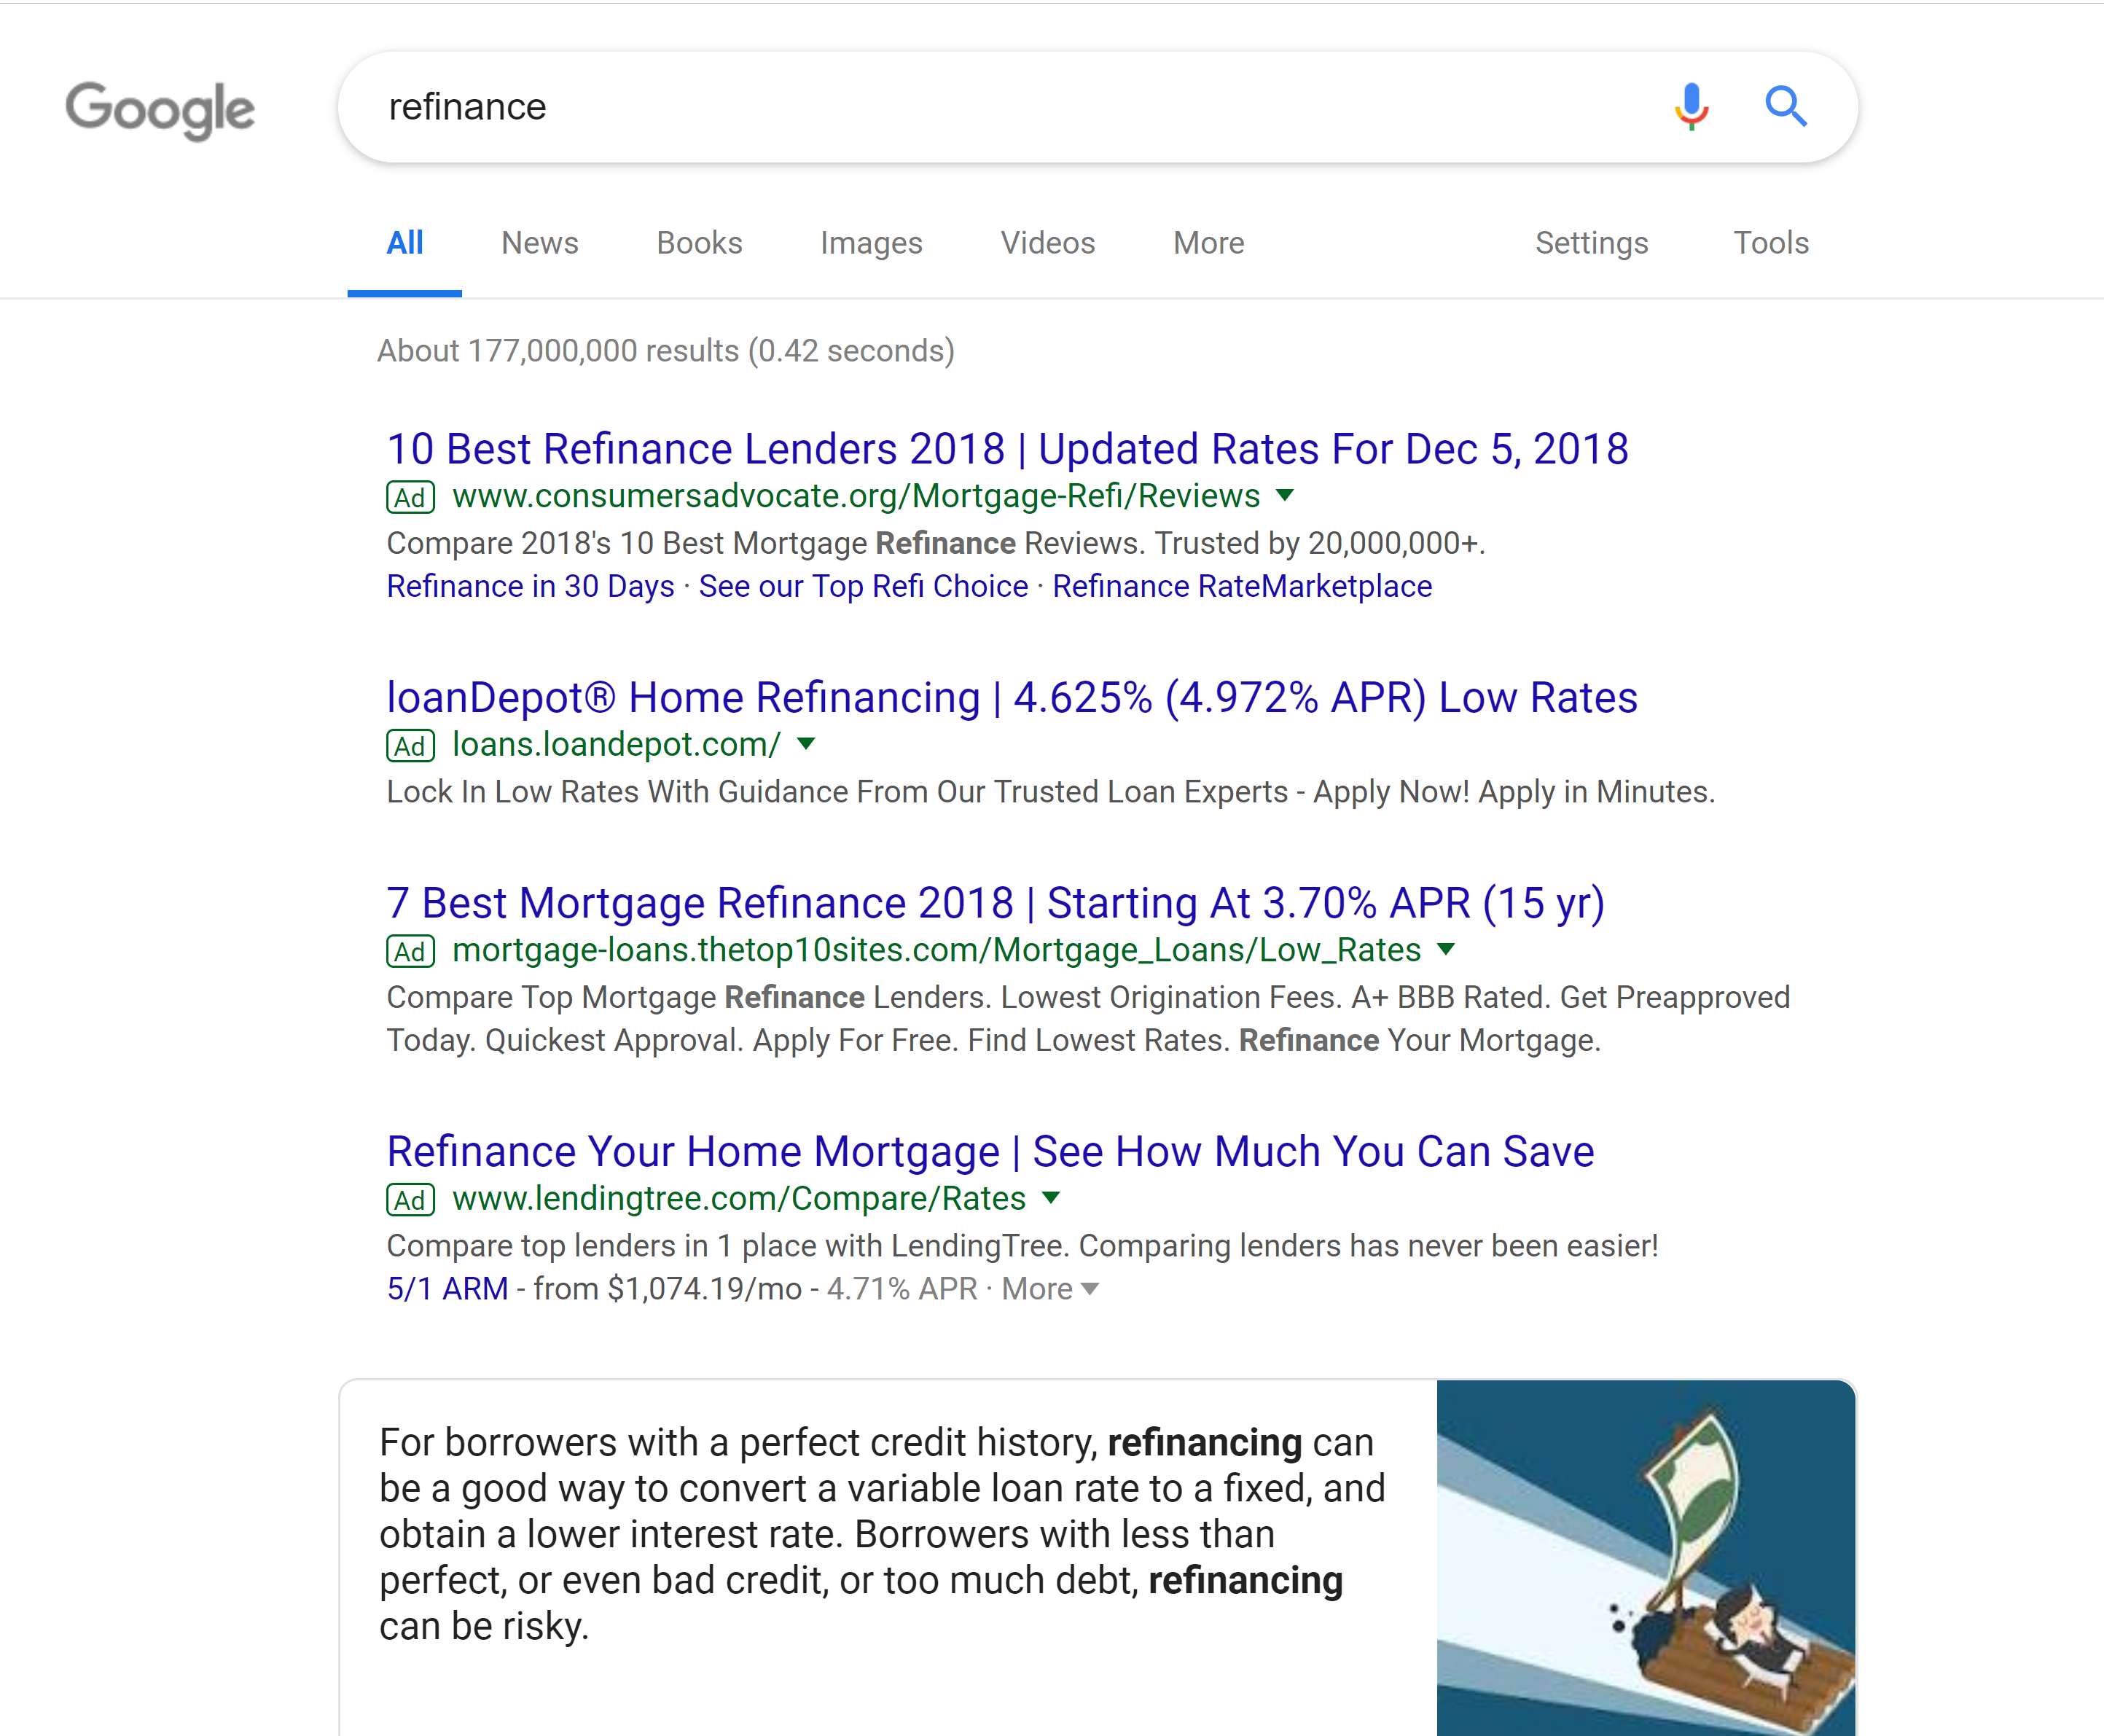 Google
refinance
All News Books Images Videos More Settings Tools
About 177,000,000 results (0.42 seconds)
10 Best Refinance Lenders 2018 | Updated Rates For Dec 5, 2018
Ad www.consumersadvocate.org/Mortgage-Refi/Reviews
Compare 2018's 10 Best Mortgage Refinance Reviews. Trusted by 20,000,000+.
Refinance in 30 Days · See our Top Refi Choice · Refinance RateMarketplace
loanDepot® Home Refinancing | 4.625% (4.972% APR) Low Rates
Ad loans.loandepot.com/
Lock In Low Rates With Guidance From Our Trusted Loan Experts - Apply Now! Apply in Minutes.
7 Best Mortgage Refinance 2018 | Starting At 3.70% APR (15 yr)
Ad mortgage-loans.thetop10sites.com/Mortgage_Loans/Low_Rates
Compare Top Mortgage Refinance Lenders. Lowest Origination Fees. A+ BBB Rated. Get Preapproved
Today. Quickest Approval. Apply For Free. Find Lowest Rates. Refinance Your Mortgage.
Refinance Your Home Mortgage | See How Much You Can Save
Ad www.lendingtree.com/Compare/Rates
Compare top lenders in 1 place with LendingTree. Comparing lenders has never been easier!
5/1 ARM - from $1,074.19/mo - 4.71% APR · More
For borrowers with a perfect credit history, refinancing can
be a good way to convert a variable loan rate to a fixed, and
obtain a lower interest rate. Borrowers with less than
perfect, or even bad credit, or too much debt, refinancing
can be risky.